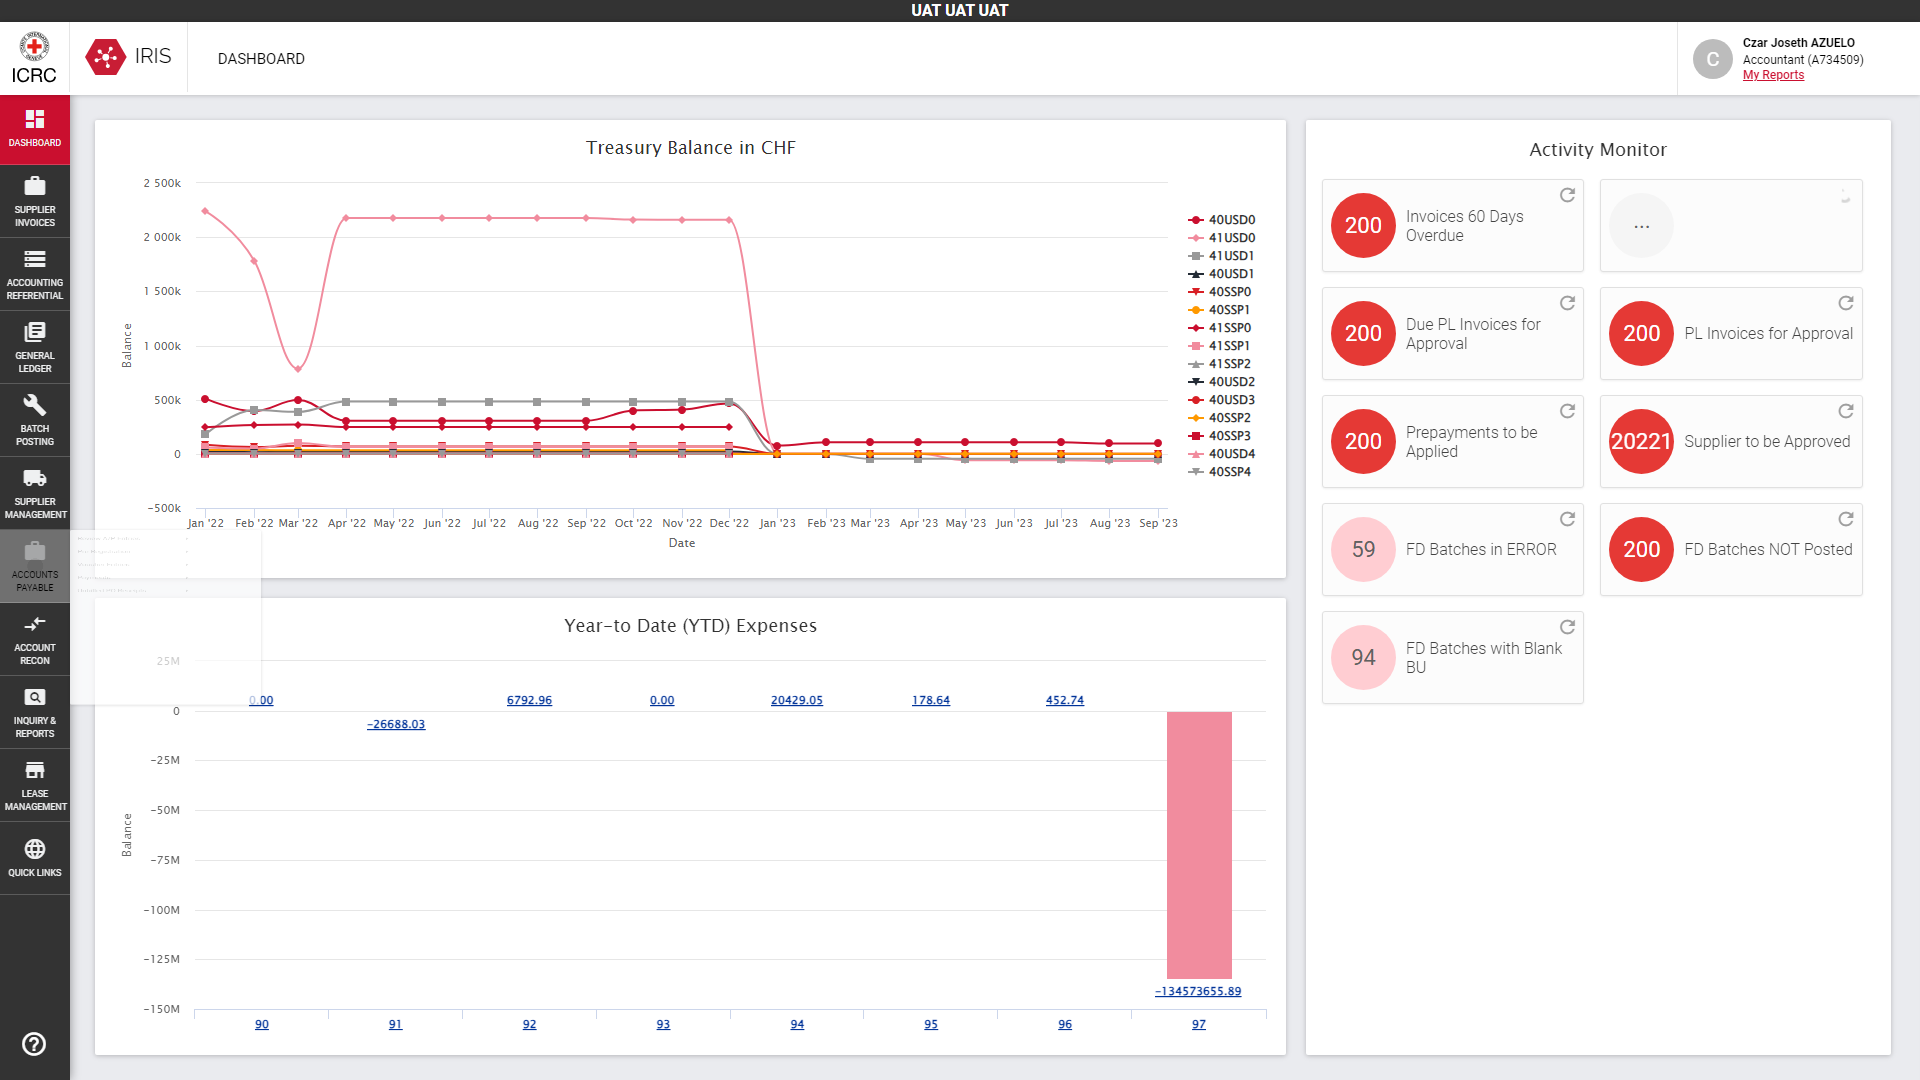 UAT UAT UAT
ICRC
IRIS
DASHBOARD
C
Czar Joseth AZUELO
Accountant (A734509)
My Reports
DASHBOARD
SUPPLIER
INVOICES
ACCOUNTING
REFERENTIAL
GENERAL
LEDGER
BATCH
POSTING
SUPPLIER
MANAGEMENT
ACCOUNTS
PAYABLE
ACCOUNT
RECON
INQUIRY &
REPORTS
LEASE
MANAGEMENT
QUICK LINKS
Treasury Balance in CHF
2 500k
2 000k
1 500k
1 000k
500k
0
−500k
Balance
Jan '22 Feb '22 Mar '22 Apr '22 May '22 Jun '22 Jul '22 Aug '22 Sep '22 Oct '22 Nov '22 Dec '22 Jan '23 Feb '23 Mar '23 Apr '23 May '23 Jun '23 Jul '23 Aug '23 Sep '23
Date
40USD0
41USD0
41USD1
40USD1
40SSP0
40SSP1
41SSP0
41SSP1
41SSP2
40USD2
40USD3
40SSP2
40SSP3
40USD4
40SSP4
Year−to Date (YTD) Expenses
25M
0
−25M
−50M
−75M
−100M
−125M
−150M
Balance
0.00
−26688.03
6792.96
0.00
20429.05
178.64
452.74
−134573655.89
90 91 92 93 94 95 96 97
Activity Monitor
200
Invoices 60 Days
Overdue
...
200
Due PL Invoices for
Approval
200
PL Invoices for Approval
200
Prepayments to be
Applied
20221
Supplier to be Approved
59
FD Batches in ERROR
200
FD Batches NOT Posted
94
FD Batches with Blank
BU